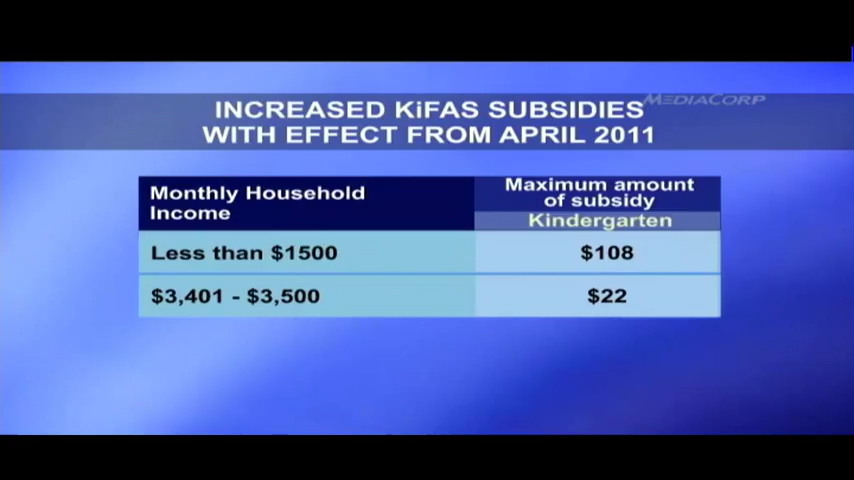 MEDIACORP
INCREASED KiFAS SUBSIDIES
WITH EFFECT FROM APRIL 2011
Monthly Household
Income
Maximum amount
of subsidy
Kindergarten
Less than $1500
$108
$3,401 - $3,500
$22